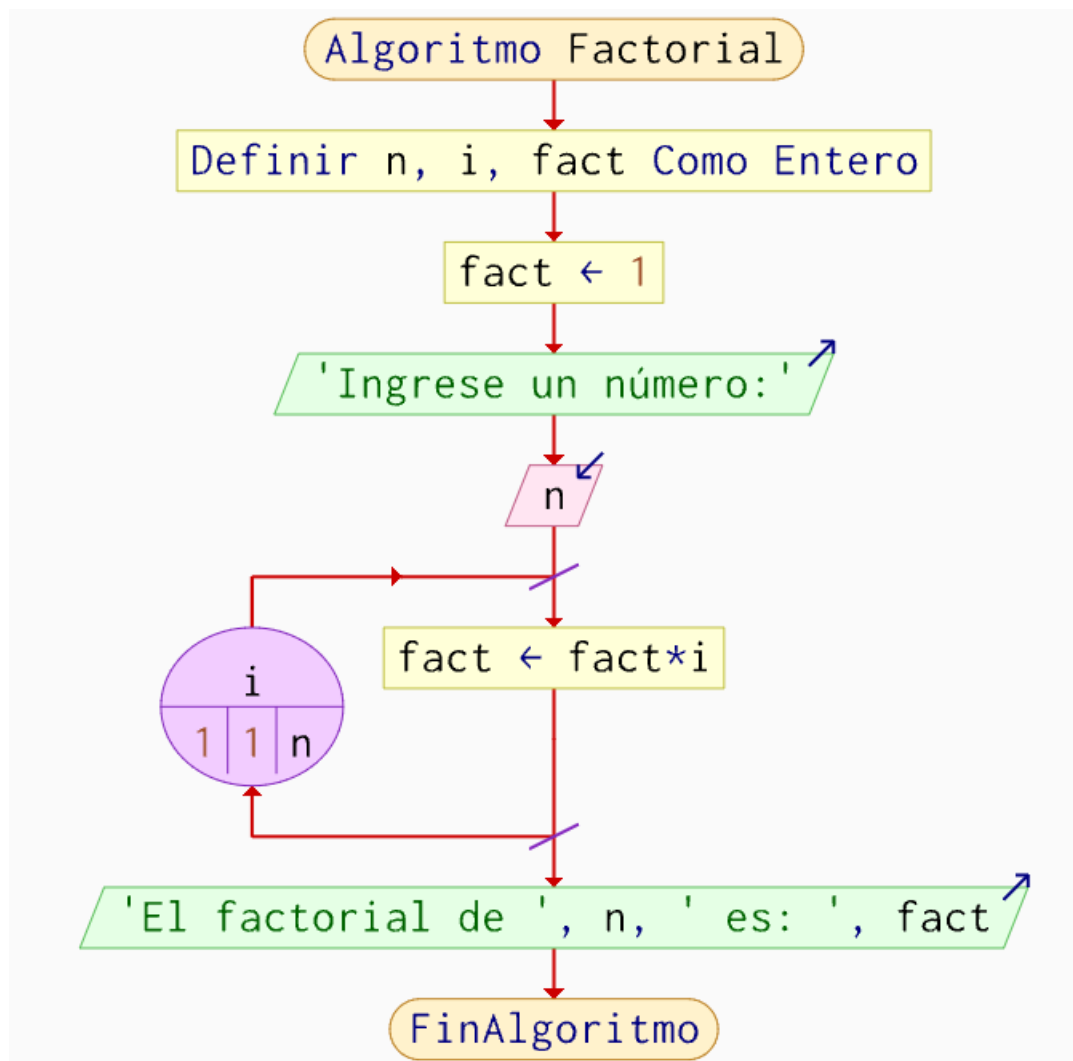 Algoritmo Factorial
Definir n, i, fact Como Entero
fact ← 1
'Ingrese un número:'
n
fact ← fact*i
i
1 1 n
'El factorial de ', n, ' es: ', fact
FinAlgoritmo